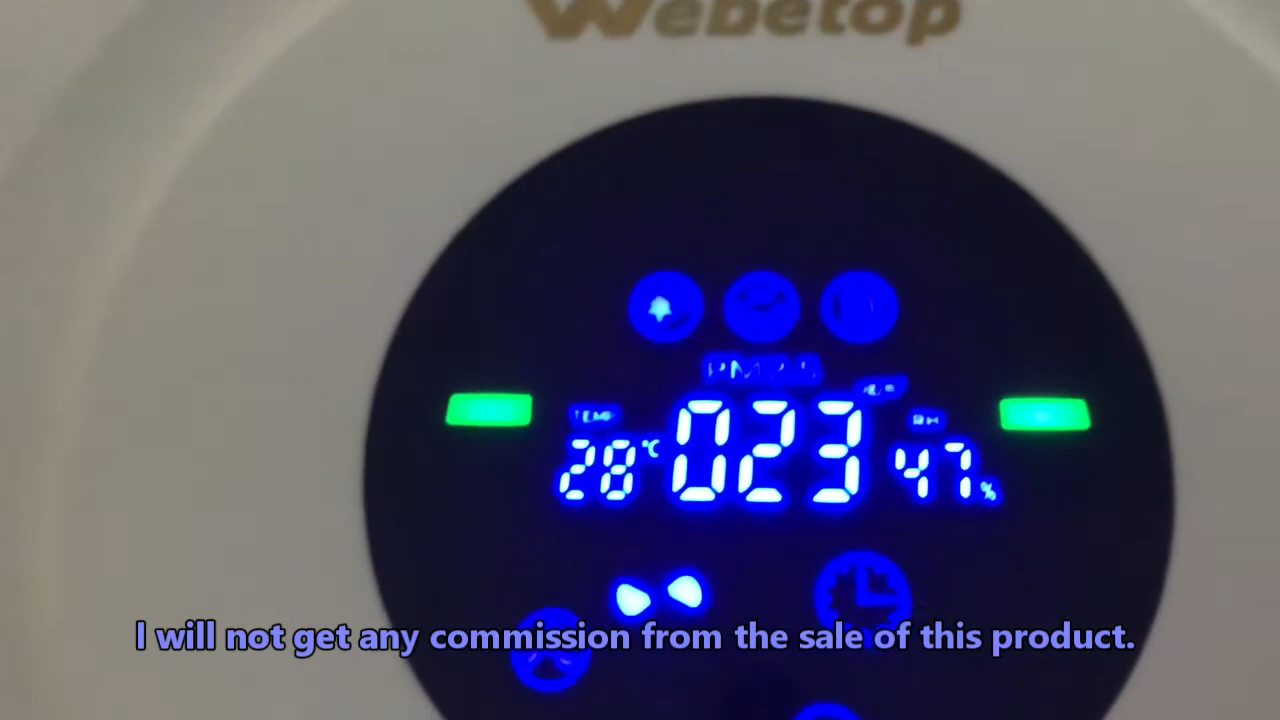 Webetop
PM2.5
TEMP
RH
28°C
023
47%
I will not get any commission from the sale of this product.